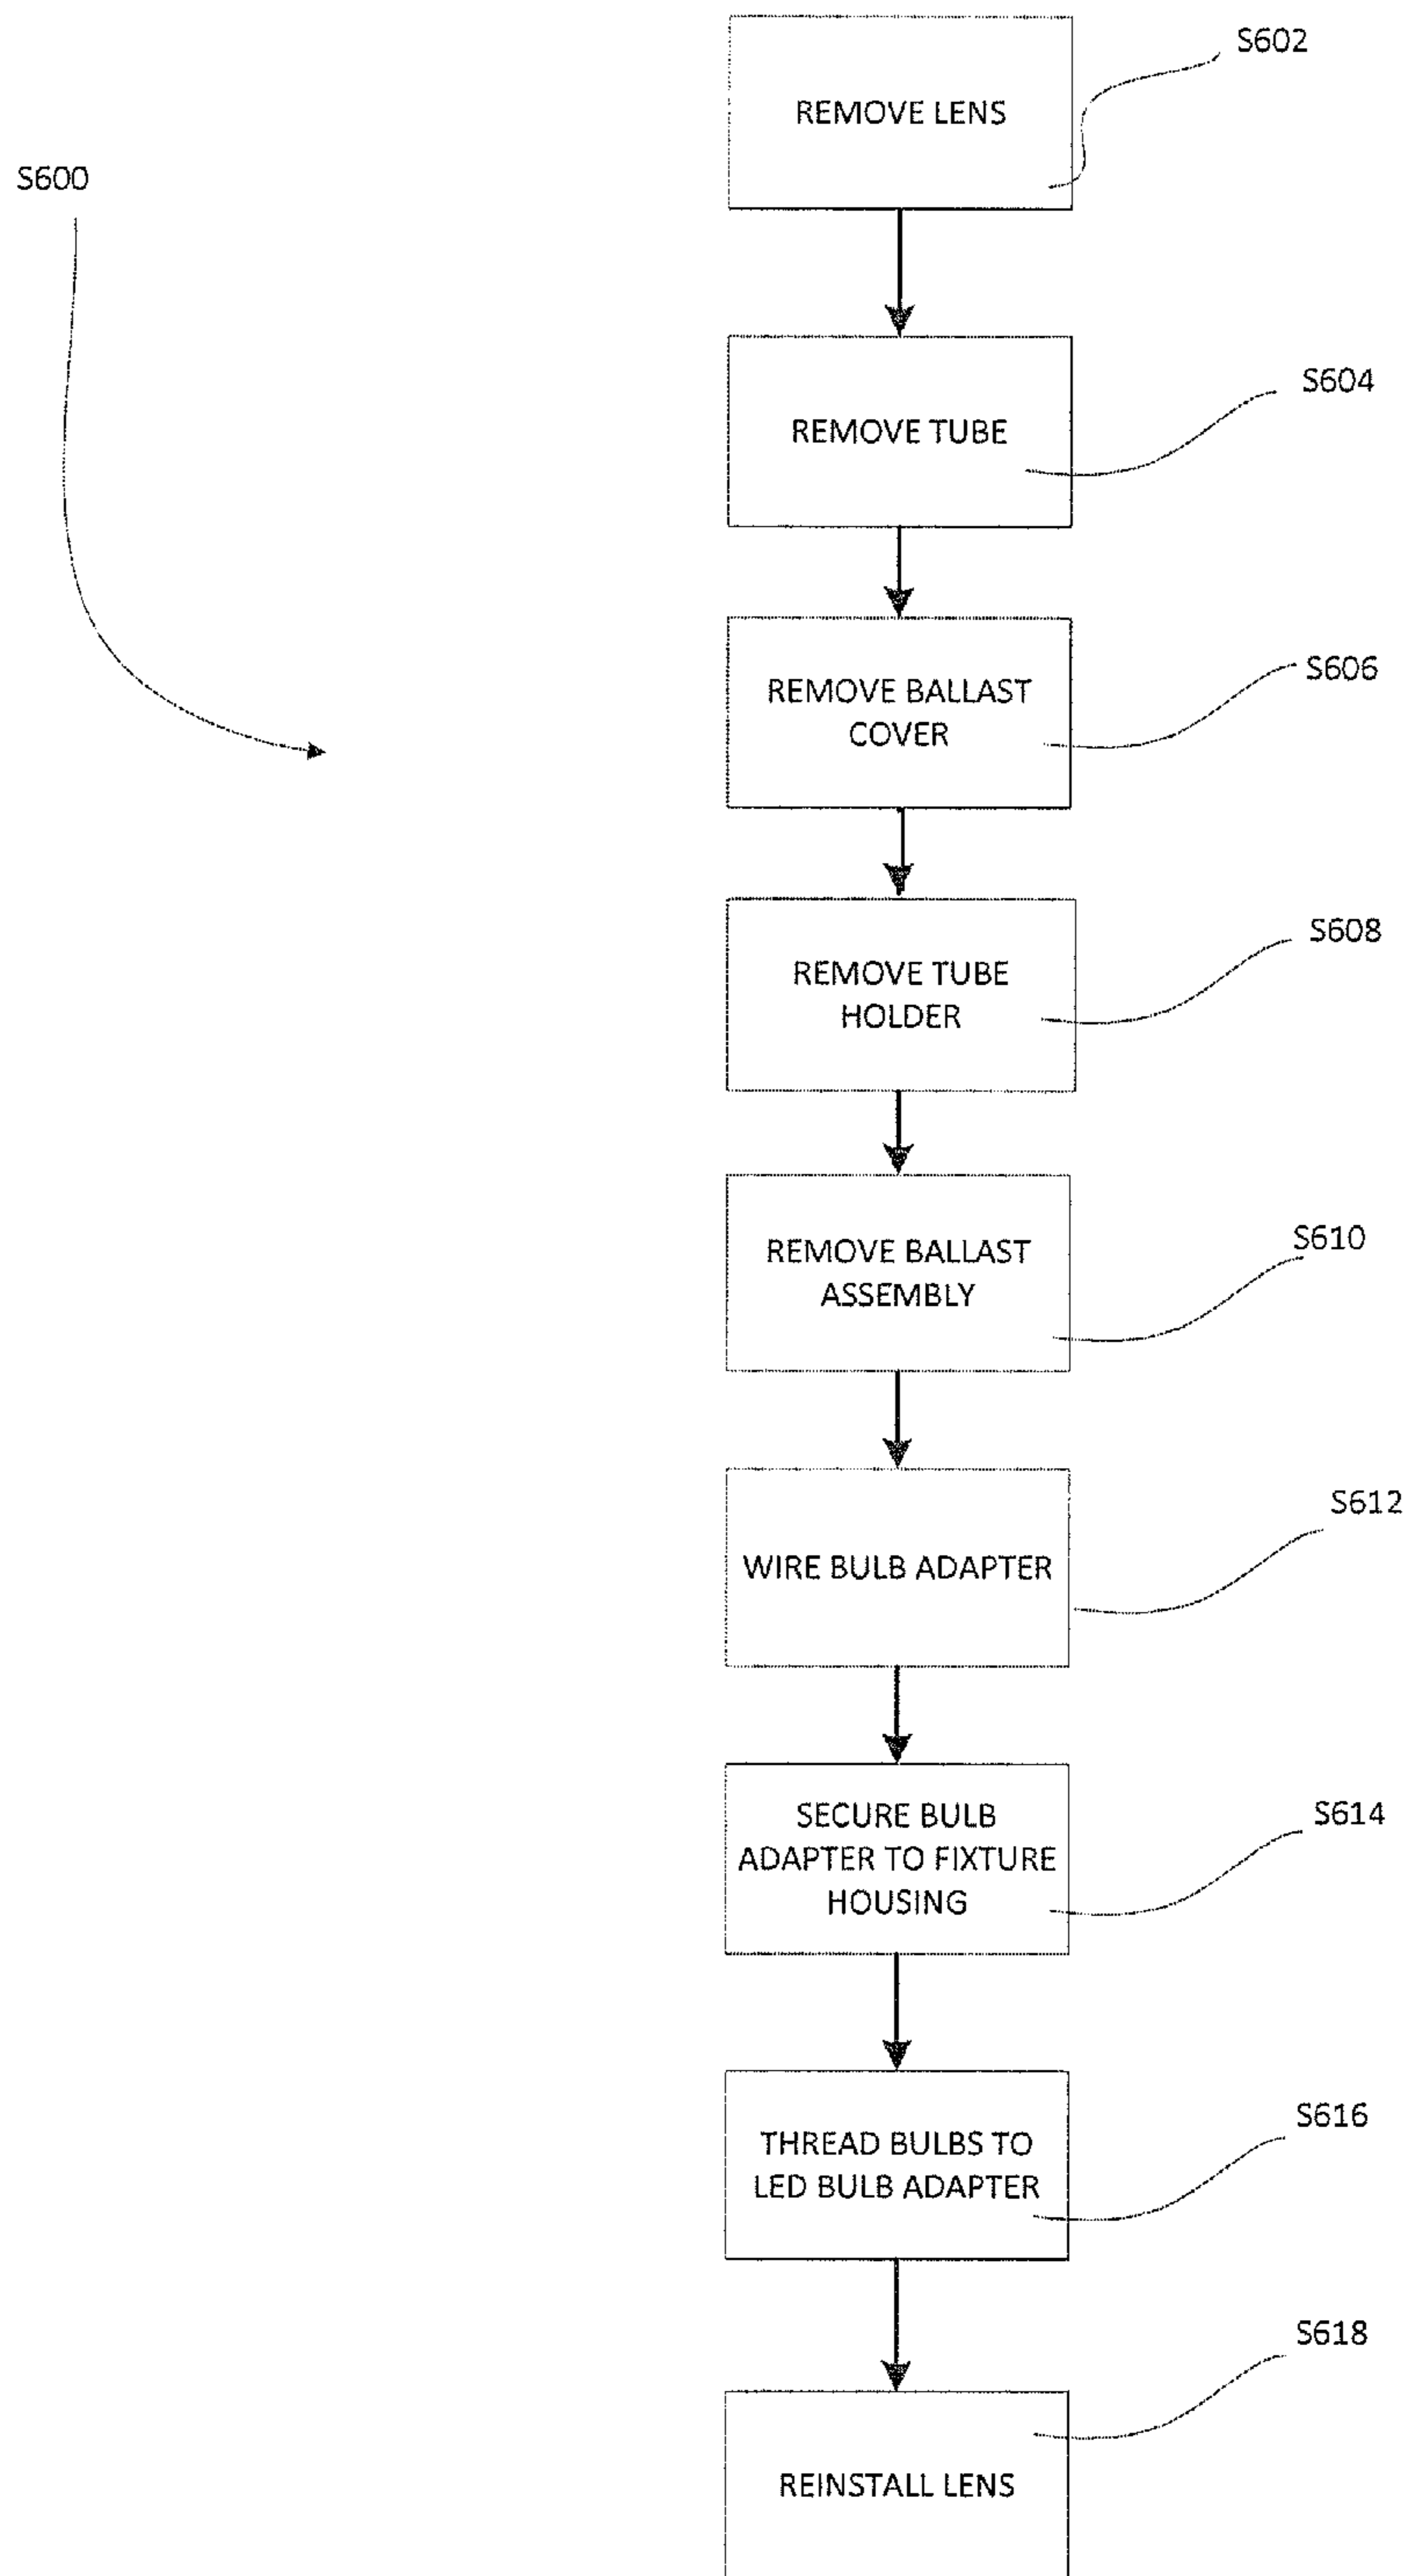 S602
REMOVE LENS
S600
S604
REMOVE TUBE
S606
REMOVE BALLAST
COVER
S608
REMOVE TUBE
HOLDER
S610
REMOVE BALLAST
ASSEMBLY
S612
WIRE BULB ADAPTER
S614
SECURE BULB
ADAPTER TO FIXTURE
HOUSING
S616
THREAD BULBS TO
LED BULB ADAPTER
S618
REINSTALL LENS